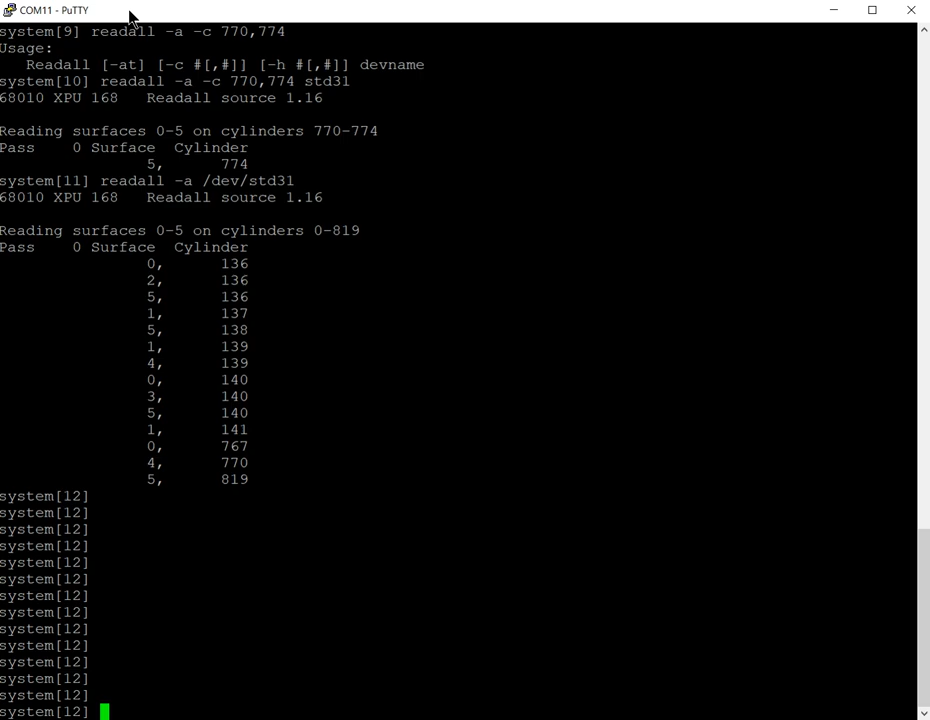 COM11 - PuTTY
system[9] readall -a -c 770,774
Usage:
   Readall [-at] [-c #[,#]] [-h #[,#]] devname
system[10] readall -a -c 770,774 std31
68010 XPU 168   Readall source 1.16
Reading surfaces 0-5 on cylinders 770-774
Pass    0 Surface  Cylinder
5,      774
system[11] readall -a /dev/std31
68010 XPU 168   Readall source 1.16
Reading surfaces 0-5 on cylinders 0-819
Pass    0 Surface  Cylinder
0,      136
2,      136
5,      136
1,      137
5,      138
1,      139
4,      139
0,      140
3,      140
5,      140
1,      141
0,      767
4,      770
5,      819
system[12]
system[12]
system[12]
system[12]
system[12]
system[12]
system[12]
system[12]
system[12]
system[12]
system[12]
system[12]
system[12]
system[12]